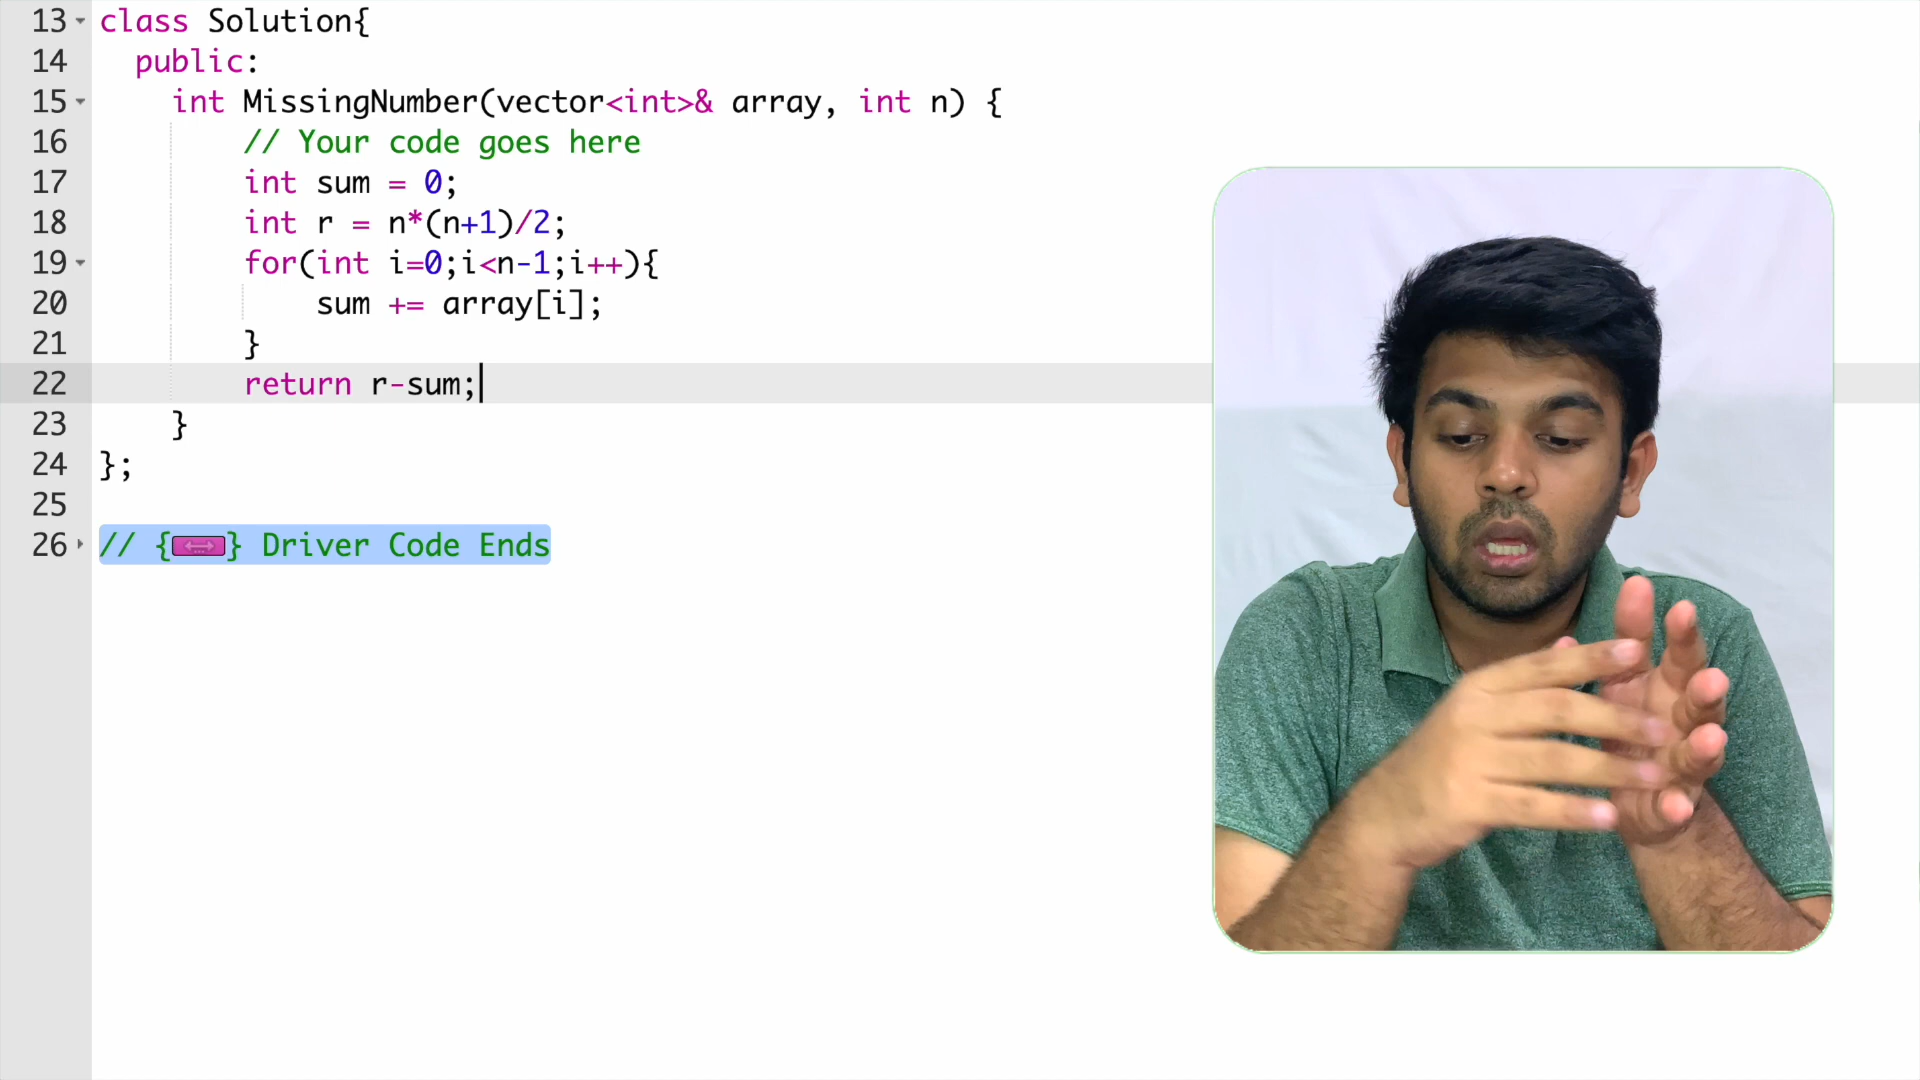 13 class Solution{
14 public:
15 int MissingNumber(vector<int>& array, int n) {
16 // Your code goes here
17 int sum = 0;
18 int r = n*(n+1)/2;
19 for(int i=0;i<n-1;i++){
20 sum += array[i];
21 }
22 return r-sum;
23 }
24 };
25
26 // {...} Driver Code Ends